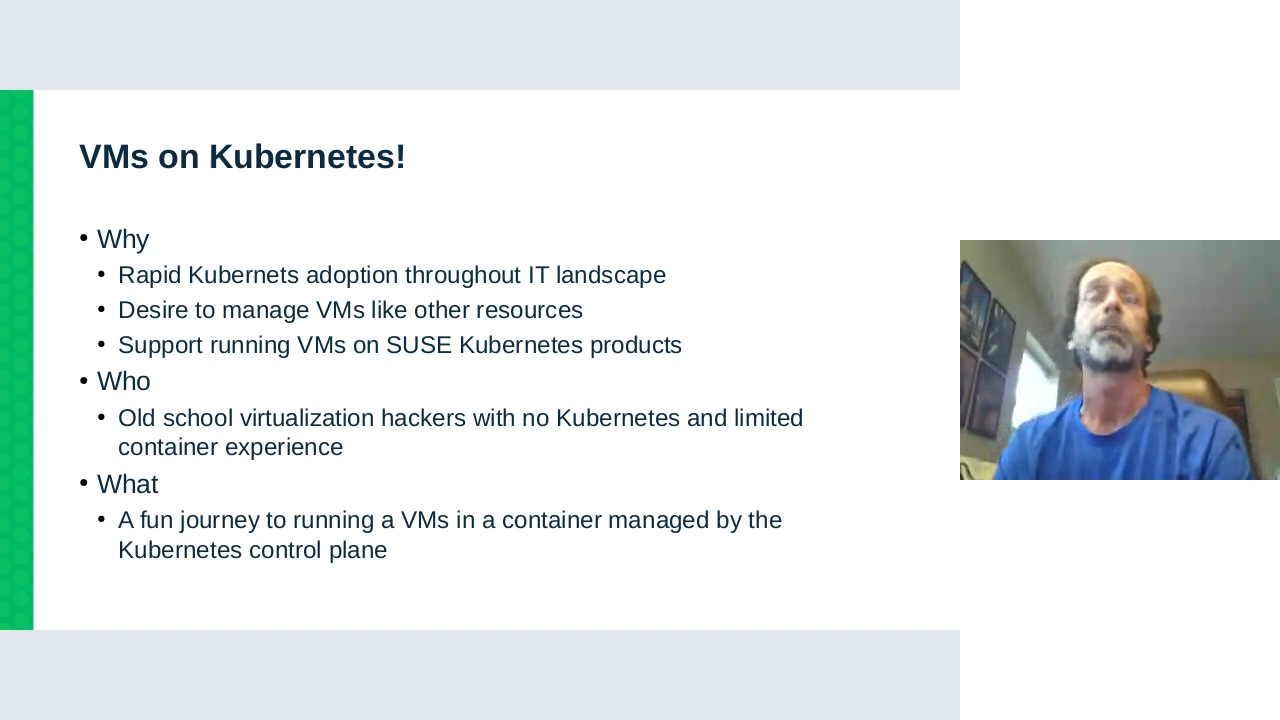 VMs on Kubernetes!
• Why
• Rapid Kubernets adoption throughout IT landscape
• Desire to manage VMs like other resources
• Support running VMs on SUSE Kubernetes products
• Who
• Old school virtualization hackers with no Kubernetes and limited
container experience
• What
• A fun journey to running a VMs in a container managed by the
Kubernetes control plane